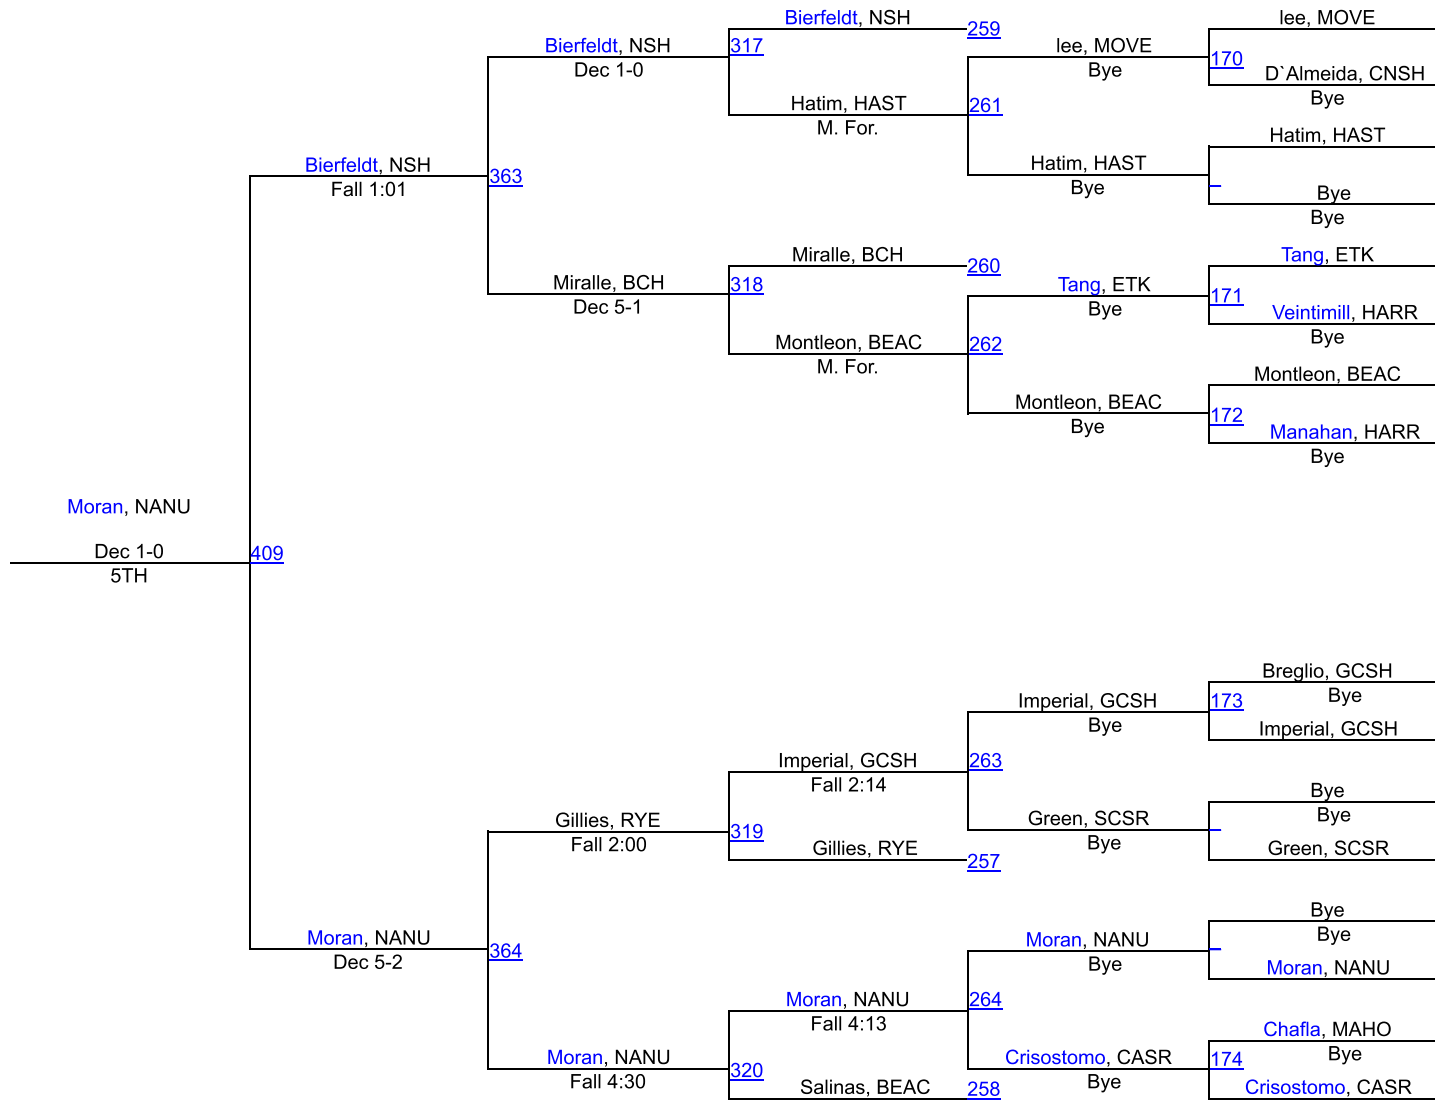 Bierfeldt, NSH 259 lee, MOVE
Bierfeldt, NSH 317 lee, MOVE
Dec 1-0 Bye 170 D`Almeida, CNSH
Bye
Hatim, HAST 261
M. For. Hatim, HAST
Bierfeldt, NSH 363 Hatim, HAST
Fall 1:01 Bye Bye
Bye
Miralle, BCH 260 Tang, ETK
Miralle, BCH 318 Tang, ETK 171
Dec 5-1 Bye Veintimill, HARR
Bye
Montleon, BEAC 262
M. For. Montleon, BEAC
Montleon, BEAC 172
Bye Manahan, HARR
Bye
Moran, NANU
Dec 1-0 409
5TH
Breglio, GCSH
Imperial, GCSH 173 Bye
Bye Imperial, GCSH
Imperial, GCSH 263
Fall 2:14 Bye
Gillies, RYE 319 Green, SCSR Bye
Fall 2:00 Bye
Gillies, RYE 257 Green, SCSR
Bye
Moran, NANU 364 Moran, NANU Bye
Dec 5-2 Bye Moran, NANU
Moran, NANU 264
Fall 4:13 Chafla, MAHO
Moran, NANU 320 Crisostomo, CASR 174 Bye
Fall 4:30 Bye
Salinas, BEAC 258 Crisostomo, CASR